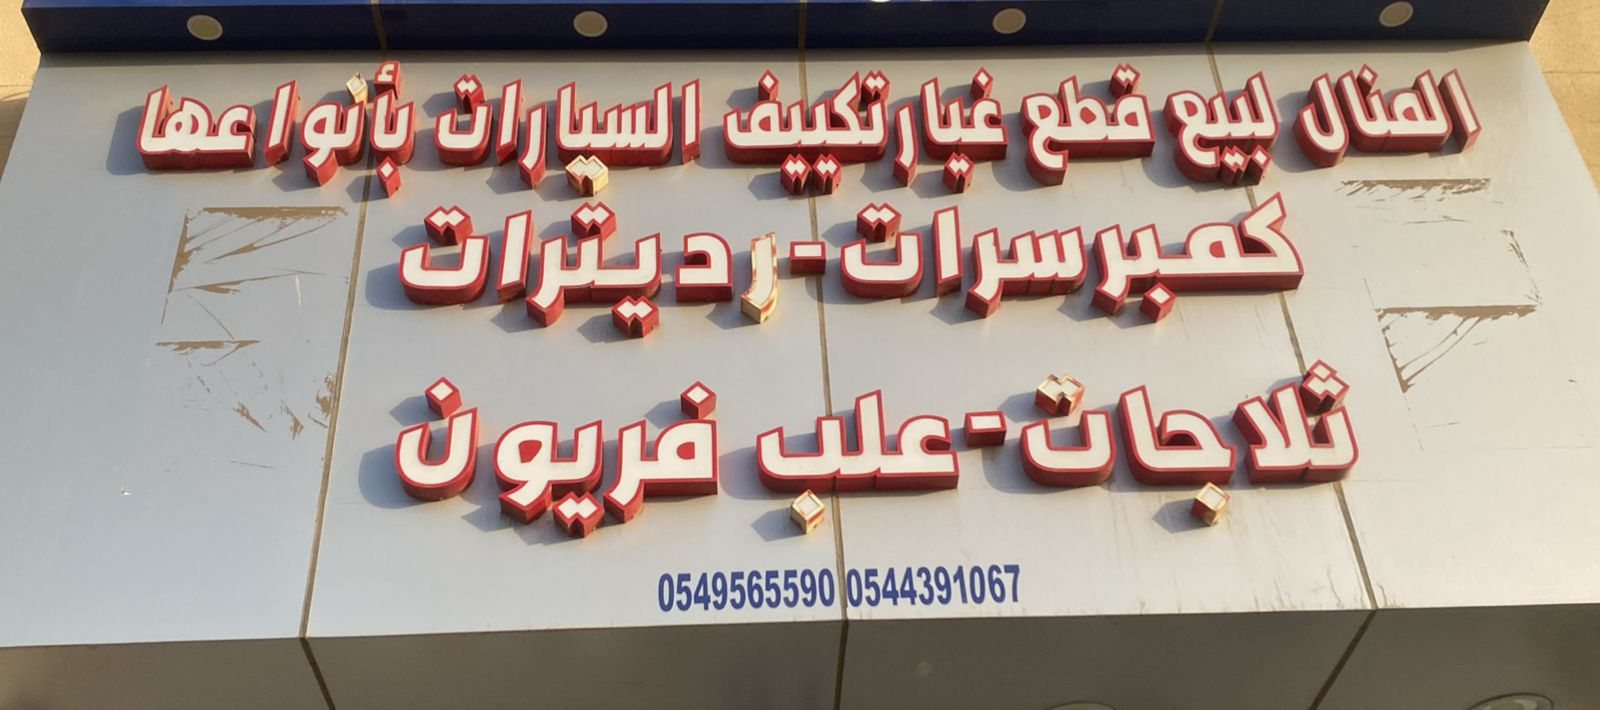 المنال لبيع قطع غيار تكييف السيارات بأنواعها
كمبرسرات - رديترات
ثلاجات - علب فريون
0549565590 0544391067